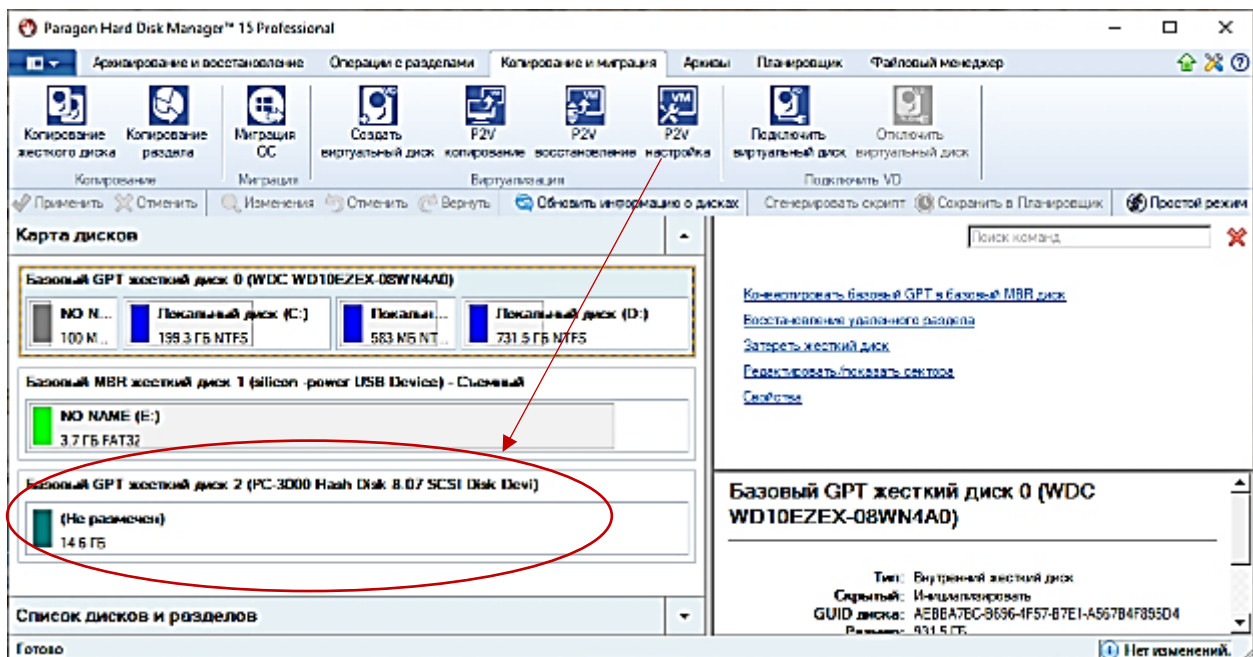 Paragon Hard Disk Manager™ 15 Professional
Архивирование и восстановление Операции с разделами Копирование и миграция Архивы Планировщик Файловый менеджер
Копирование жесткого диска
Копирование раздела
Миграция ОС
Создать виртуальный диск
P2V копирование
P2V восстановление
P2V настройка
Подключить виртуальный диск
Отключить виртуальный диск
Копирование Миграция Виртуализация Подключить VD
Применить Отменить Изменения Отменить Вернуть Обновить информацию о дисках Сгенерировать скрипт Сохранить в Планировщик Простой режим
Карта дисков
Поиск команд
Базовый GPT жесткий диск 0 (WDC WD10EZEX-08WN4A0)
NO N... Локальный диск (C:) Локальн... Локальный диск (D:)
100 М... 199.3 ГБ NTFS 583 МБ NT... 731.5 ГБ NTFS
Базовый MBR жесткий диск 1 (silicon -power USB Device) - Съемный
NO NAME (E:)
3.7 ГБ FAT32
Базовый GPT жесткий диск 2 (PC-3000 Hash Disk 8.07 SCSI Disk Devi)
(Не размечен)
14.6 ГБ
Конвертировать базовый GPT в базовый MBR диск
Восстановление удаленного раздела
Затереть жесткий диск
Редактировать/показать сектора
Свойства
Базовый GPT жесткий диск 0 (WDC
WD10EZEX-08WN4A0)
Тип: Внутренний жесткий диск
Скрытый: Инициализировать
GUID диска: AEBBA7BC-B696-4F57-B7E1-A567B4F895D4
Размер: 931.5 ГБ
Список дисков и разделов
Готово
Нет изменений.